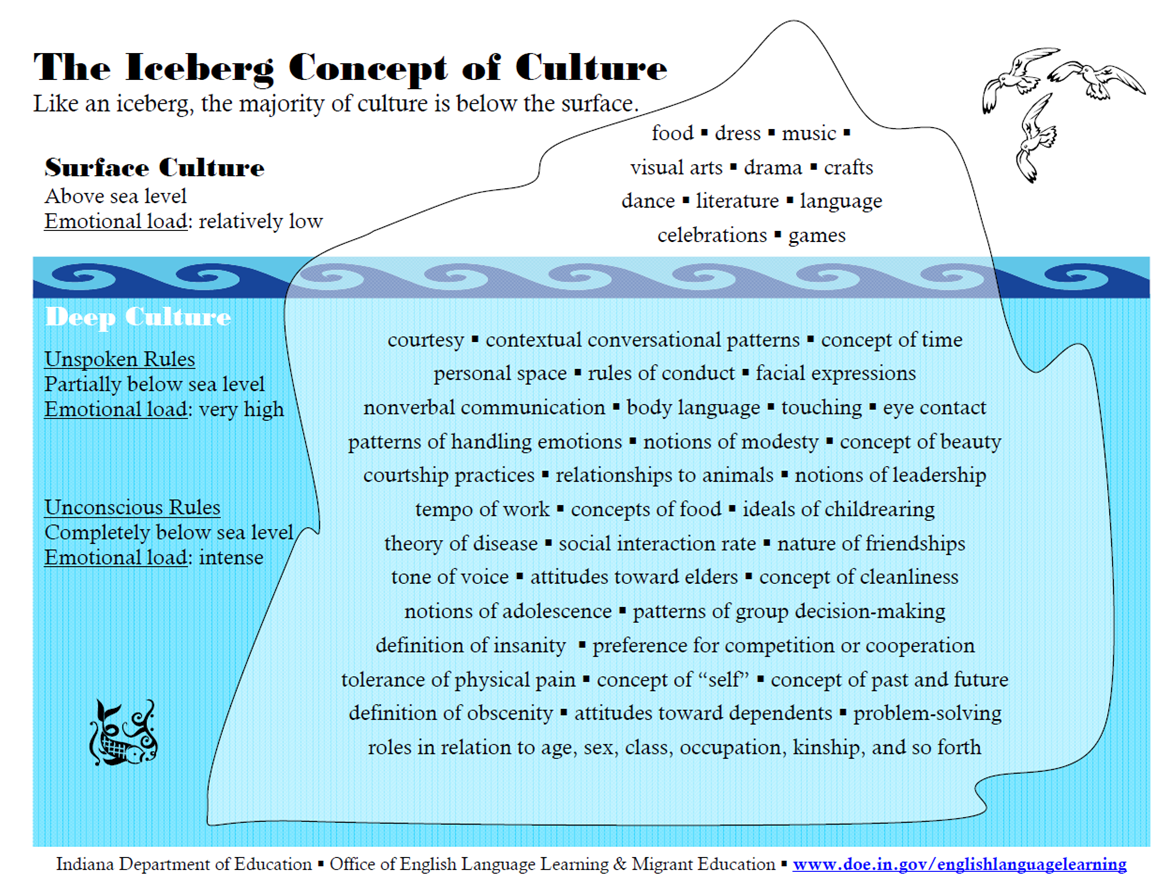 The Iceberg Concept of Culture
Like an iceberg, the majority of culture is below the surface.
Surface Culture
Above sea level
Emotional load: relatively low
food ▪ dress ▪ music ▪
visual arts ▪ drama ▪ crafts
dance ▪ literature ▪ language
celebrations ▪ games
Deep Culture
Unspoken Rules
Partially below sea level
Emotional load: very high
Unconscious Rules
Completely below sea level
Emotional load: intense
courtesy ▪ contextual conversational patterns ▪ concept of time
personal space ▪ rules of conduct ▪ facial expressions
nonverbal communication ▪ body language ▪ touching ▪ eye contact
patterns of handling emotions ▪ notions of modesty ▪ concept of beauty
courtship practices ▪ relationships to animals ▪ notions of leadership
tempo of work ▪ concepts of food ▪ ideals of childrearing
theory of disease ▪ social interaction rate ▪ nature of friendships
tone of voice ▪ attitudes toward elders ▪ concept of cleanliness
notions of adolescence ▪ patterns of group decision-making
definition of insanity ▪ preference for competition or cooperation
tolerance of physical pain ▪ concept of “self” ▪ concept of past and future
definition of obscenity ▪ attitudes toward dependents ▪ problem-solving
roles in relation to age, sex, class, occupation, kinship, and so forth
Indiana Department of Education ▪ Office of English Language Learning & Migrant Education ▪ www.doe.in.gov/englishlanguagelearning